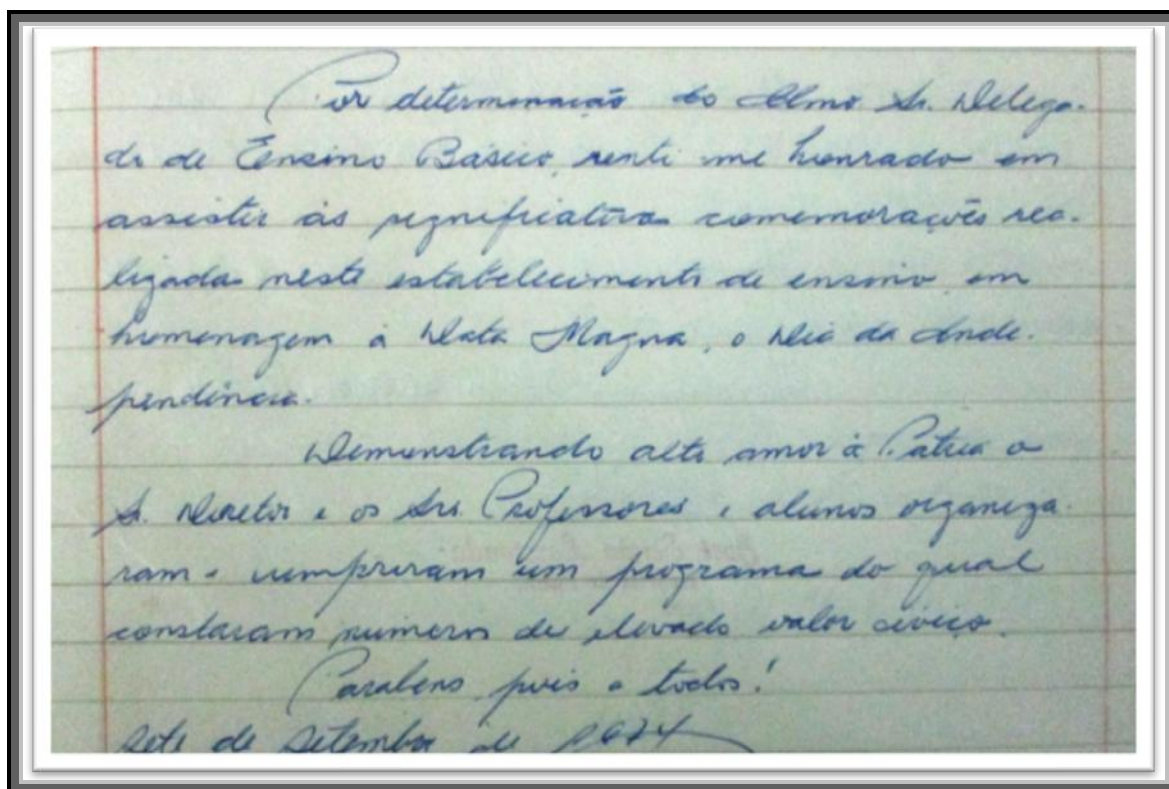 Por determinação do Ilmo Sr. Delega-
do de Ensino Básico, senti me honrado em
assistir às significativas comemorações rea-
lizadas neste estabelecimento de ensino em
homenagem à Data Magna, o Dia da Inde-
pendência.
Demonstrando alto amor à Pátria o
Sr. Diretor e os Srs. Professores e alunos organiza-
ram e cumpriram um programa do qual
constaram números de elevado valor cívico.
Parabens pois a todos!
Sete de Setembro de 1974